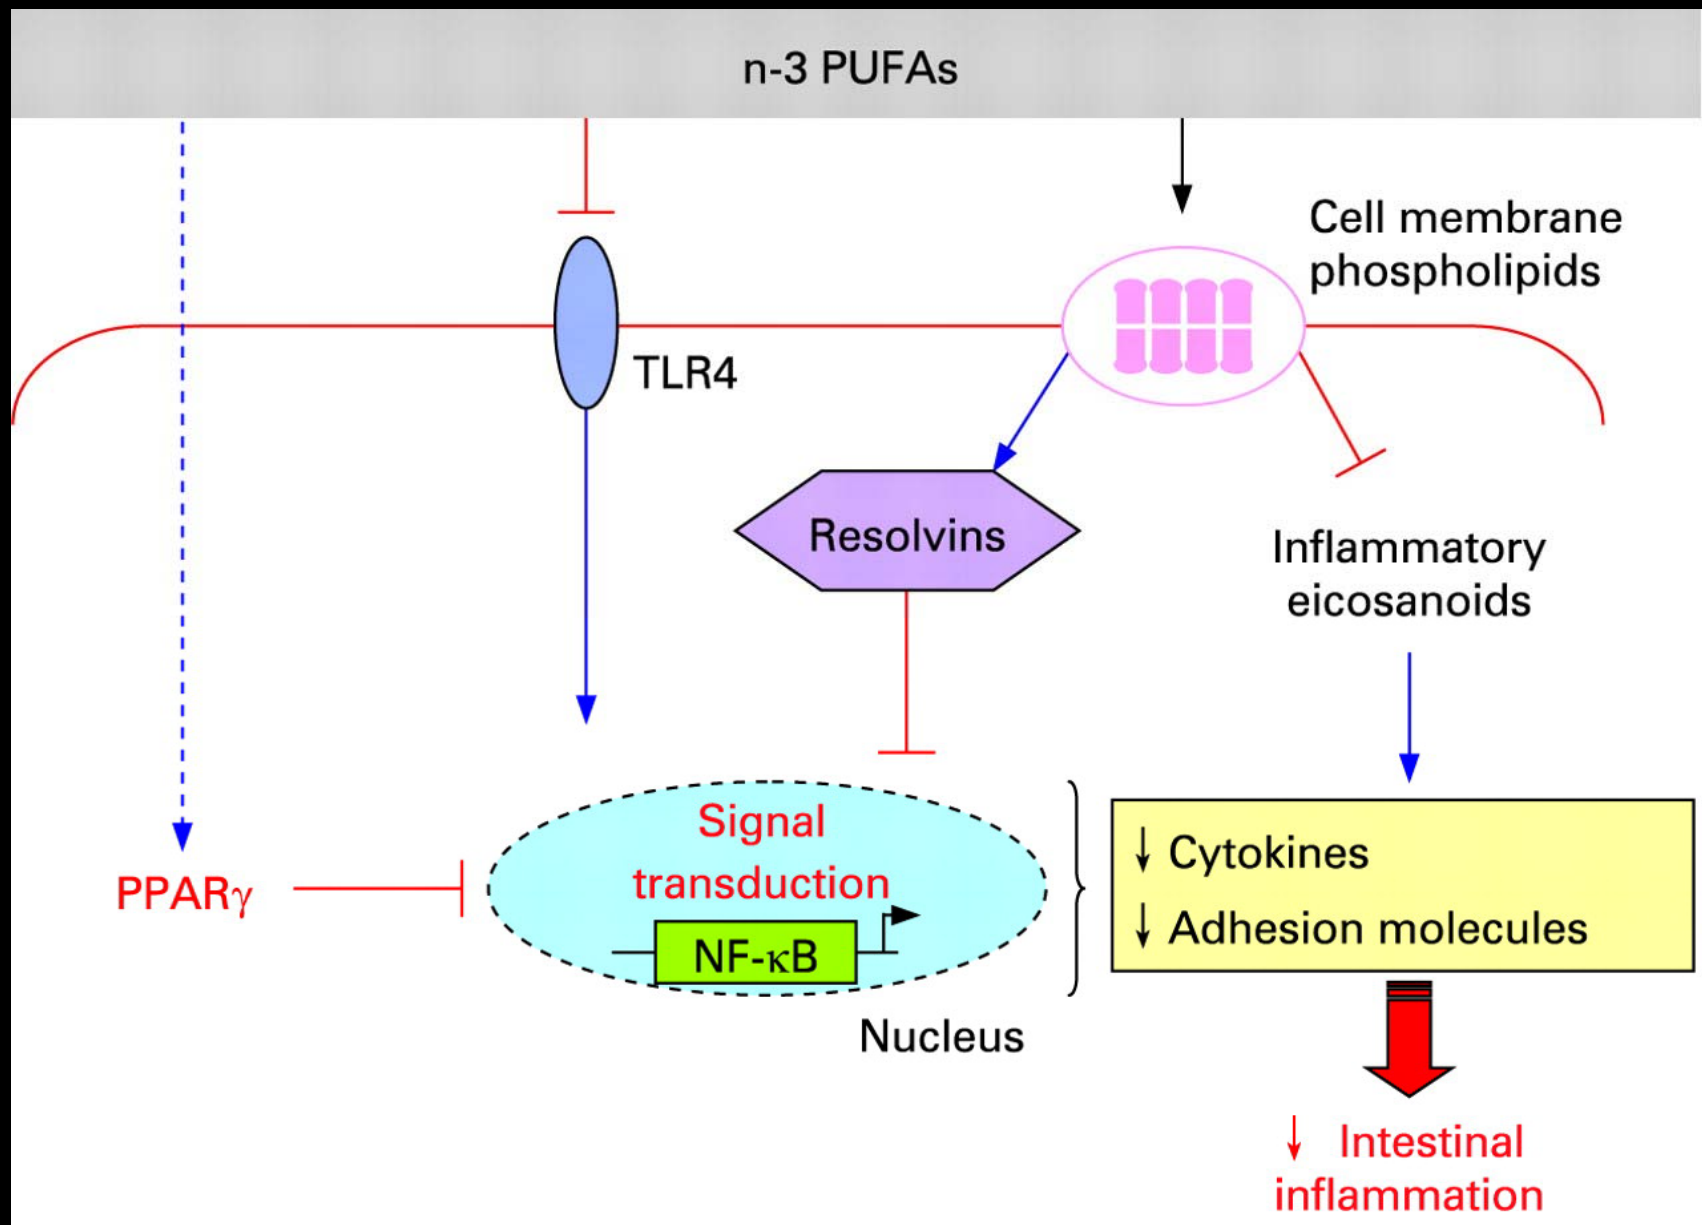 n-3 PUFAs
Cell membrane
phospholipids
TLR4
Resolvins
Inflammatory
eicosanoids
Signal
transduction
NF-κB
PPARγ
Nucleus
↓ Cytokines
↓ Adhesion molecules
↓ Intestinal
inflammation